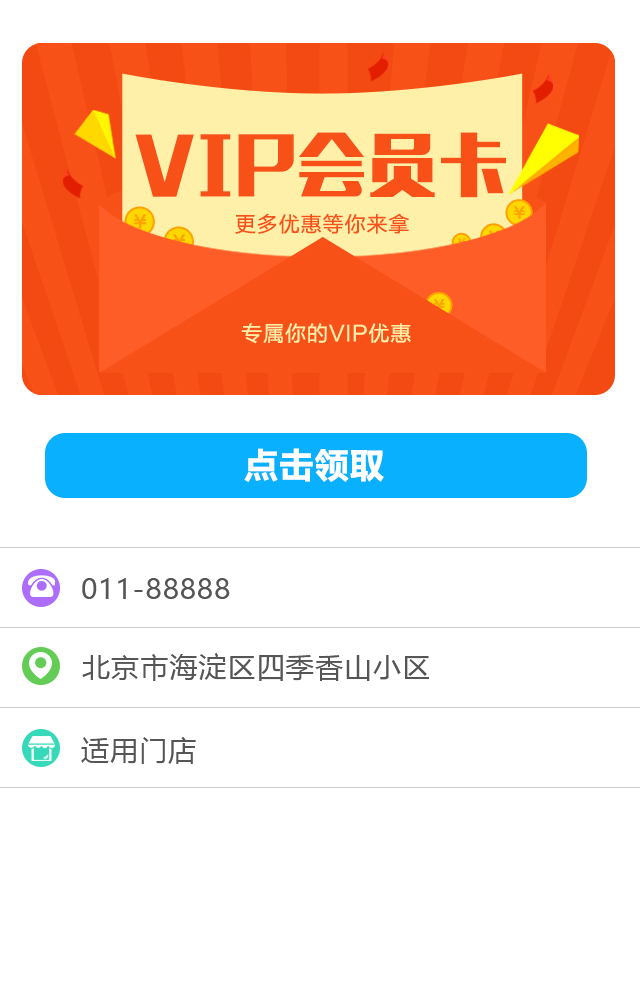 VIP会员卡
更多优惠等你来拿
¥ ¥ ¥ ¥ ¥
¥
专属你的VIP优惠
点击领取
011-88888
北京市海淀区四季香山小区
适用门店